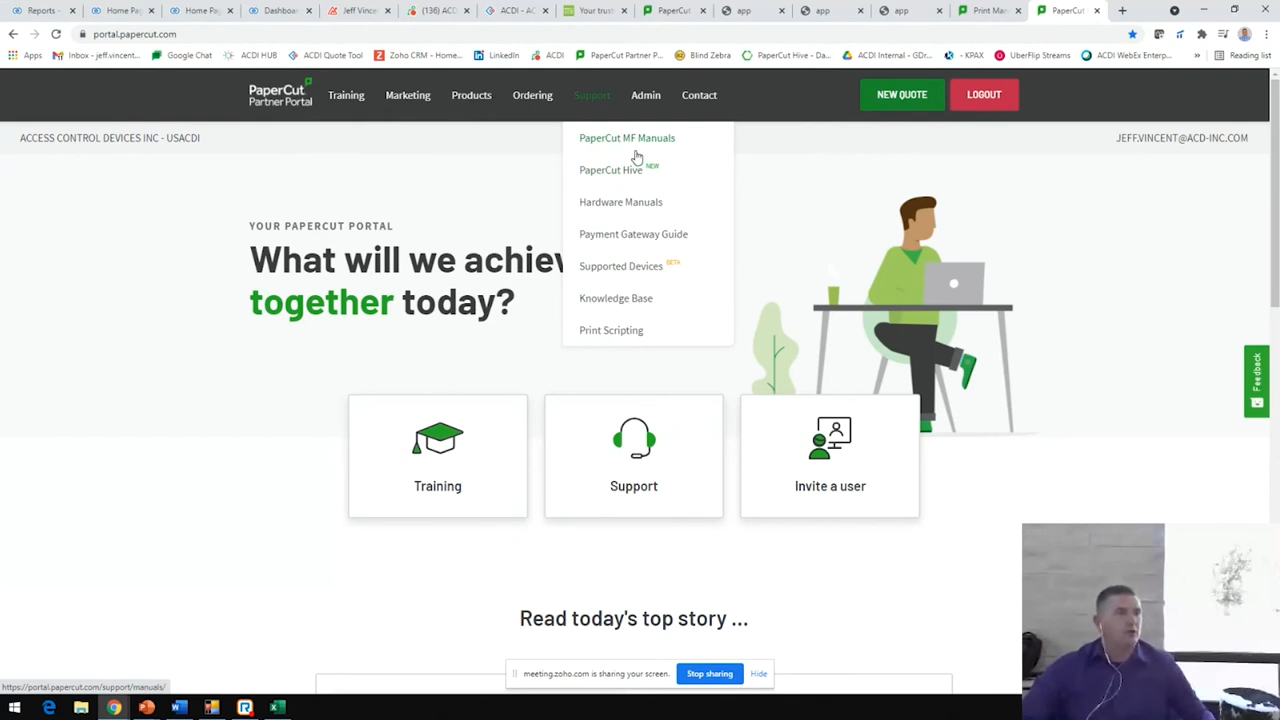 Reports -
Home Pag
Home Pag
Dashboar
Jeff Vince
(136) ACD
ACDI - AC
Your trust
PaperCut
app
app
app
Print Man
PaperCut
portal.papercut.com
Apps
Inbox - jeff.vincent...
Google Chat
ACDI HUB
ACDI Quote Tool
Zoho CRM - Home...
LinkedIn
ACDI
PaperCut Partner P...
Blind Zebra
PaperCut Hive - Da...
ACDI Internal - GDr...
- KPAX
UberFlip Streams
ACDI WebEx Enterp...
»
Reading list
PaperCut
Partner Portal
Training
Marketing
Products
Ordering
Support
Admin
Contact
NEW QUOTE
LOGOUT
ACCESS CONTROL DEVICES INC - USACDI
JEFF.VINCENT@ACD-INC.COM
PaperCut MF Manuals
PaperCut Hive NEW
Hardware Manuals
Payment Gateway Guide
Supported Devices BETA
Knowledge Base
Print Scripting
YOUR PAPERCUT PORTAL
What will we achiev
together today?
Feedback
Training
Support
Invite a user
Read today's top story ...
meeting.zoho.com is sharing your screen.
Stop sharing
Hide
https://portal.papercut.com/support/manuals/